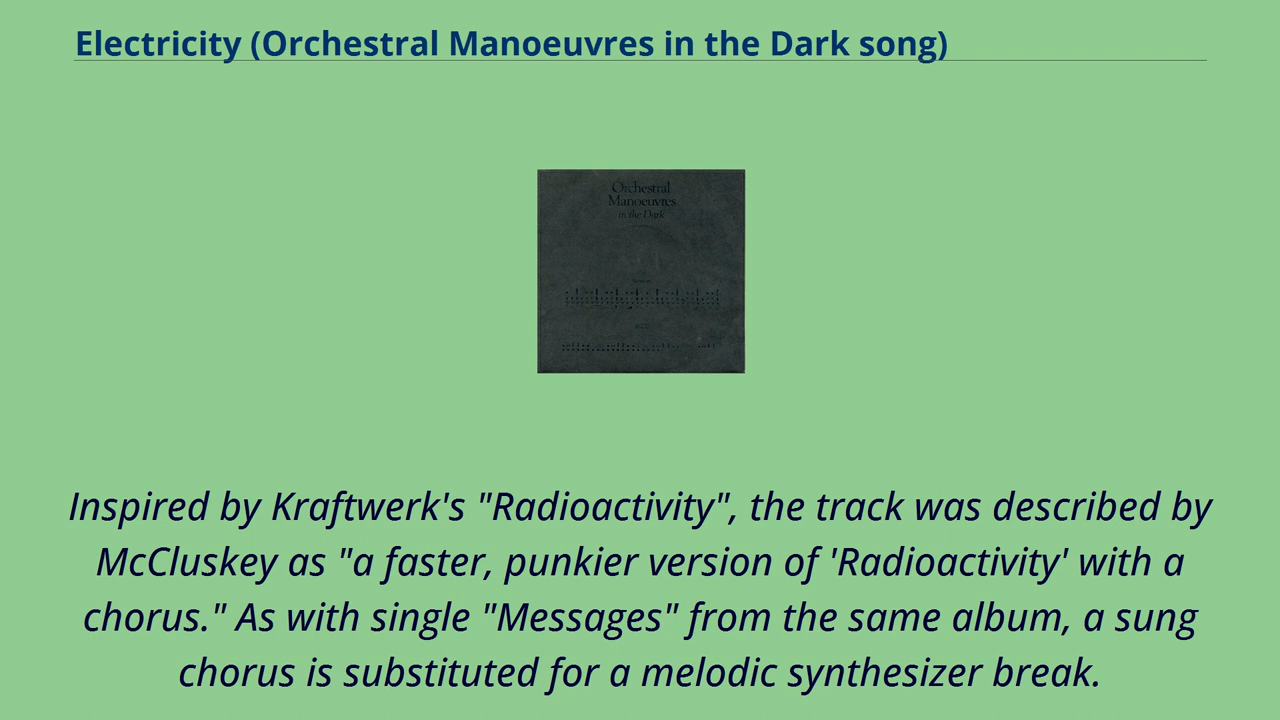 Electricity (Orchestral Manoeuvres in the Dark song)
Orchestral
Manoeuvres
in the Dark
Inspired by Kraftwerk's "Radioactivity", the track was described by
McCluskey as "a faster, punkier version of 'Radioactivity' with a
chorus." As with single "Messages" from the same album, a sung
chorus is substituted for a melodic synthesizer break.